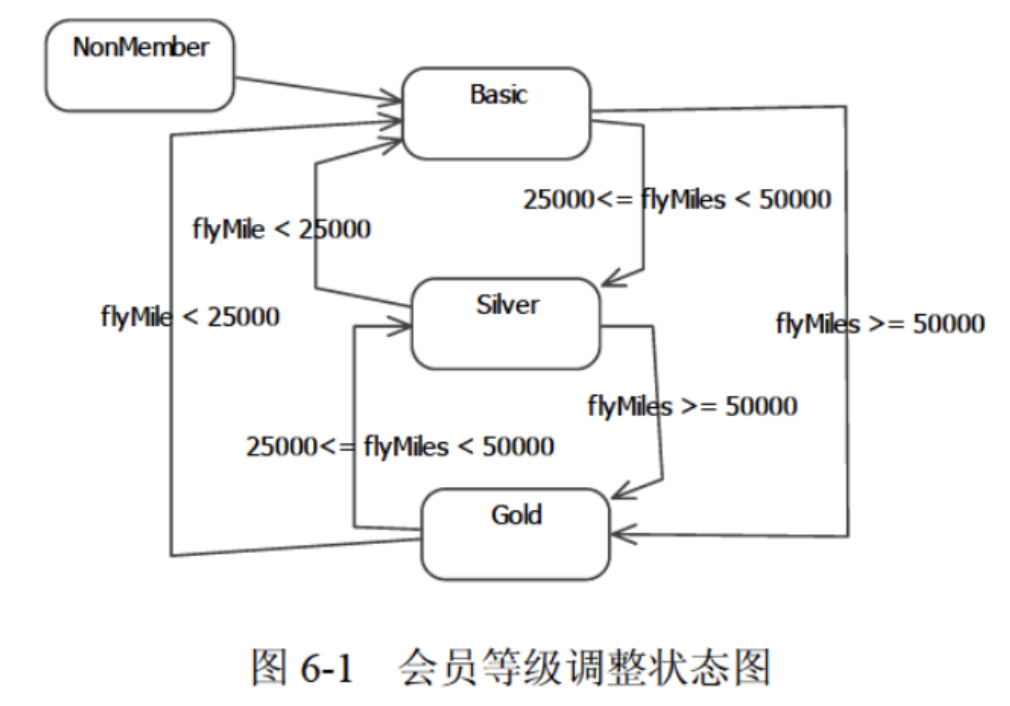 NonMember
Basic
25000<= flyMiles < 50000
flyMile < 25000
Silver
flyMile < 25000
flyMiles >= 50000
flyMiles >= 50000
25000<= flyMiles < 50000
Gold
图 6-1 会员等级调整状态图